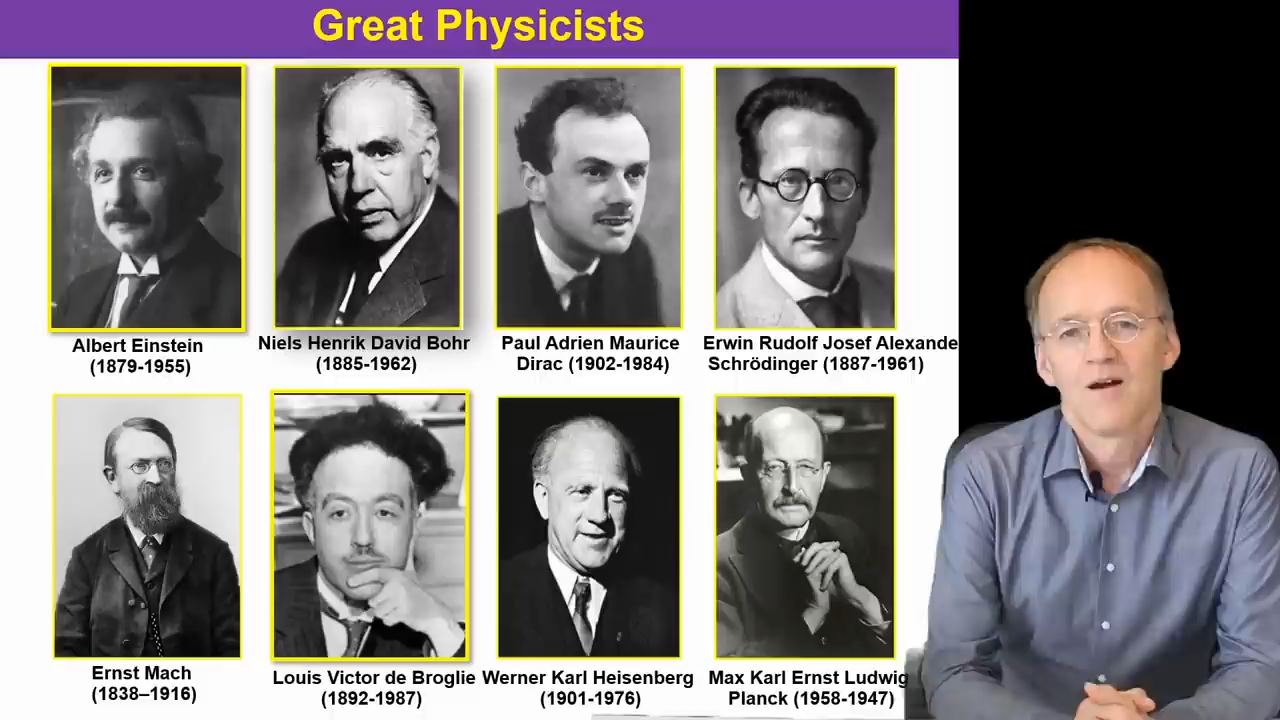 Great Physicists
Albert Einstein
(1879-1955)
Niels Henrik David Bohr
(1885-1962)
Paul Adrien Maurice
Dirac (1902-1984)
Erwin Rudolf Josef Alexande
Schrödinger (1887-1961)
Ernst Mach
(1838–1916)
Louis Victor de Broglie
(1892-1987)
Werner Karl Heisenberg
(1901-1976)
Max Karl Ernst Ludwig
Planck (1958-1947)